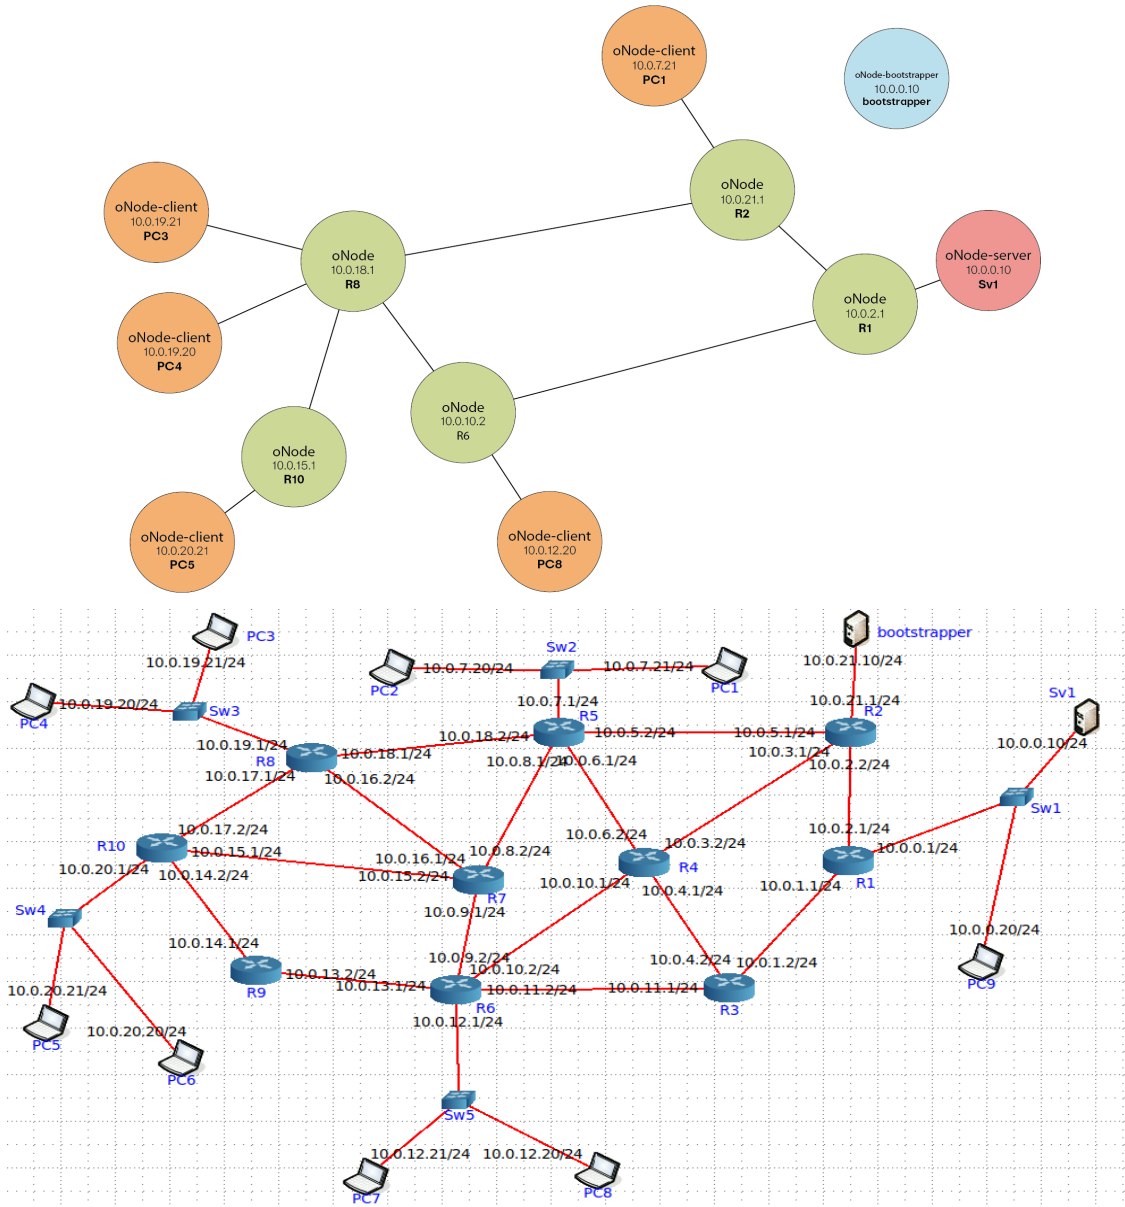 oNode-client
10.0.7.21
PC1
oNode-bootstrapper
10.0.0.10
bootstrapper
oNode
10.0.21.1
R2
oNode-client
10.0.19.21
PC3
oNode
10.0.18.1
R8
oNode-server
10.0.0.10
Sv1
oNode
10.0.2.1
R1
oNode-client
10.0.19.20
PC4
oNode
10.0.10.2
R6
oNode
10.0.15.1
R10
oNode-client
10.0.20.21
PC5
oNode-client
10.0.12.20
PC8
PC3
10.0.19.21/24
bootstrapper
10.0.21.10/24
Sw2
10.0.7.20/24
10.0.7.21/24
PC2
PC1
Sv1
10.0.19.20/24
PC4
Sw3
10.0.7.1/24
10.0.21.1/24
R5
R2
10.0.19.1/24
10.0.18.2/24
10.0.5.2/24
10.0.5.1/24
10.0.0.10/24
R8
10.0.18.1/24
10.0.8.1/24
10.0.6.1/24
10.0.3.1/24
10.0.2.2/24
10.0.17.1/24
10.0.16.2/24
Sw1
10.0.17.2/24
10.0.6.2/24
10.0.2.1/24
R10
10.0.15.1/24
10.0.16.1/24
10.0.8.2/24
10.0.3.2/24
10.0.0.1/24
10.0.20.1/24
10.0.14.2/24
10.0.15.2/24
R4
R1
10.0.10.1/24
10.0.4.1/24
10.0.1.1/24
R7
Sw4
10.0.9.1/24
10.0.14.1/24
10.0.0.20/24
10.0.9.2/24
10.0.10.2/24
10.0.4.2/24
10.0.1.2/24
10.0.13.2/24
10.0.13.1/24
10.0.11.2/24
10.0.11.1/24
PC9
10.0.20.21/24
R9
R6
R3
10.0.12.1/24
10.0.20.20/24
PC5
PC6
Sw5
10.0.12.21/24
10.0.12.20/24
PC7
PC8